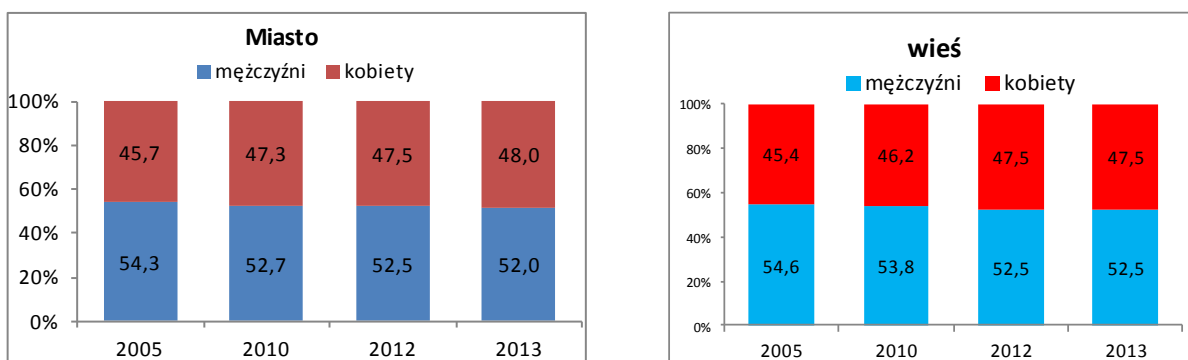 Miasto
mężczyźni kobiety
100%
80%
60%
40%
20%
0%
45,7 47,3 47,5 48,0
54,3 52,7 52,5 52,0
2005 2010 2012 2013
wieś
mężczyźni kobiety
100%
80%
60%
40%
20%
0%
45,4 46,2 47,5 47,5
54,6 53,8 52,5 52,5
2005 2010 2012 2013